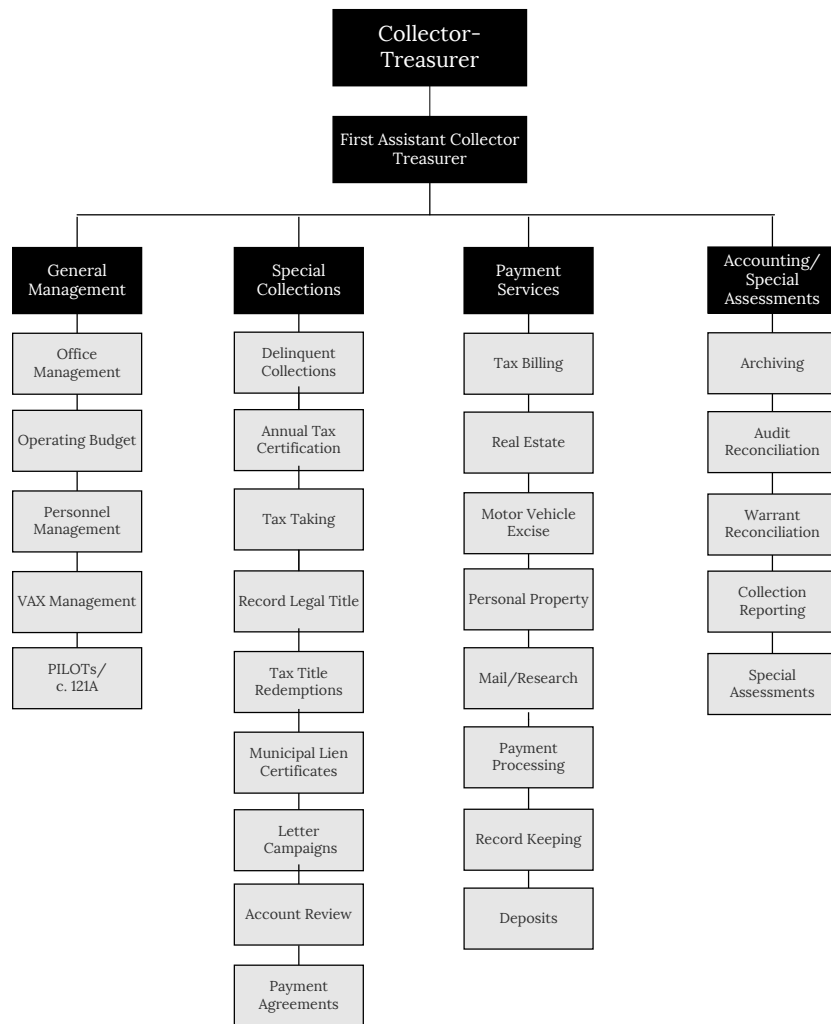 Collector-
Treasurer
First Assistant Collector
Treasurer
General
Management
Office
Management
Operating Budget
Personnel
Management
VAX Management
PILOTs/
c. 121A
Special
Collections
Delinquent
Collections
Annual Tax
Certification
Tax Taking
Record Legal Title
Tax Title
Redemptions
Municipal Lien
Certificates
Letter
Campaigns
Account Review
Payment
Agreements
Payment
Services
Tax Billing
Real Estate
Motor Vehicle
Excise
Personal Property
Mail/Research
Payment
Processing
Record Keeping
Deposits
Accounting/
Special
Assessments
Archiving
Audit
Reconciliation
Warrant
Reconciliation
Collection
Reporting
Special
Assessments